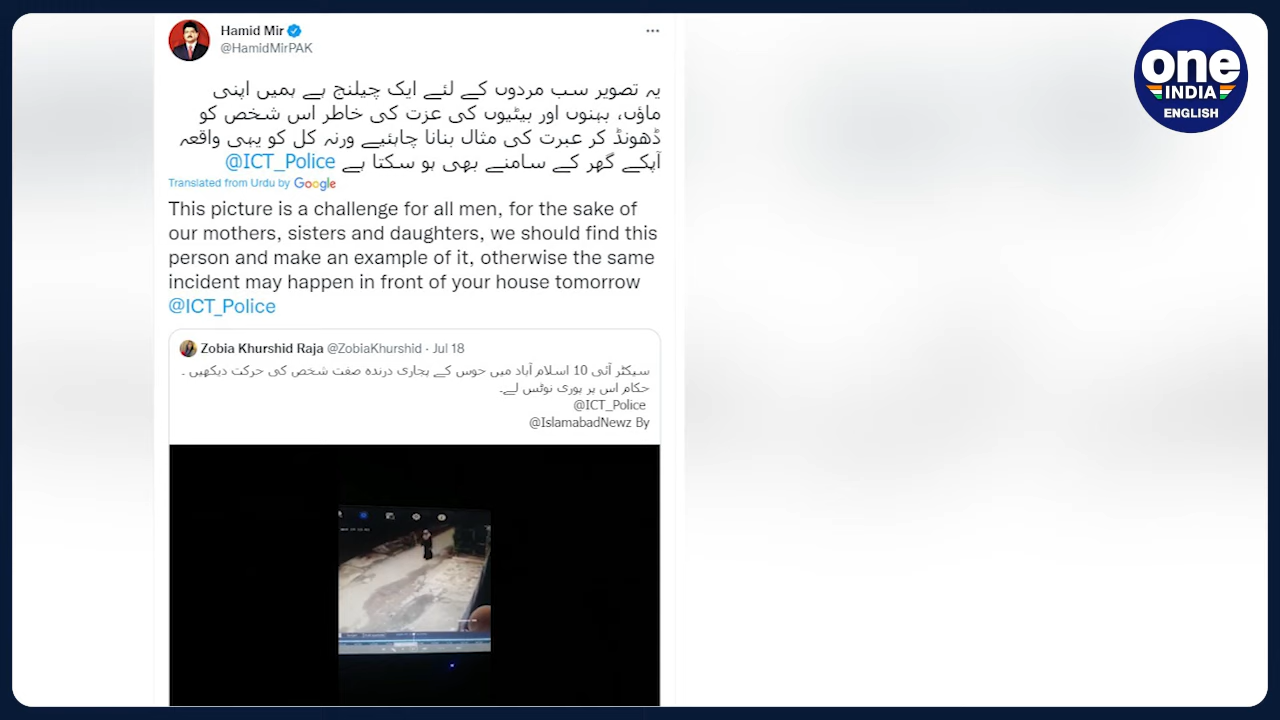 Hamid Mir
@HamidMirPAK
یہ تصویر سب مردوں کے لئے ایک چیلنج ہے ہمیں اپنی
ماؤں، بہنوں اور بیٹیوں کی عزت کی خاطر اس شخص کو
ڈھونڈ کر عبرت کی مثال بنانا چاہئیے ورنہ کل کو یہی واقعہ
آپکے گھر کے سامنے بھی ہو سکتا ہے @ICT_Police
Translated from Urdu by Google
This picture is a challenge for all men, for the sake of
our mothers, sisters and daughters, we should find this
person and make an example of it, otherwise the same
incident may happen in front of your house tomorrow
@ICT_Police
Zobia Khurshid Raja @ZobiaKhurshid · Jul 18
سیکٹر آئی 10 اسلام آباد میں حوس کے پجاری درندہ صفت شخص کی حرکت دیکھیں ۔
حکام اس پر پوری نوٹس لے۔
@ICT_Police
@IslamabadNewz By
one
INDIA
ENGLISH